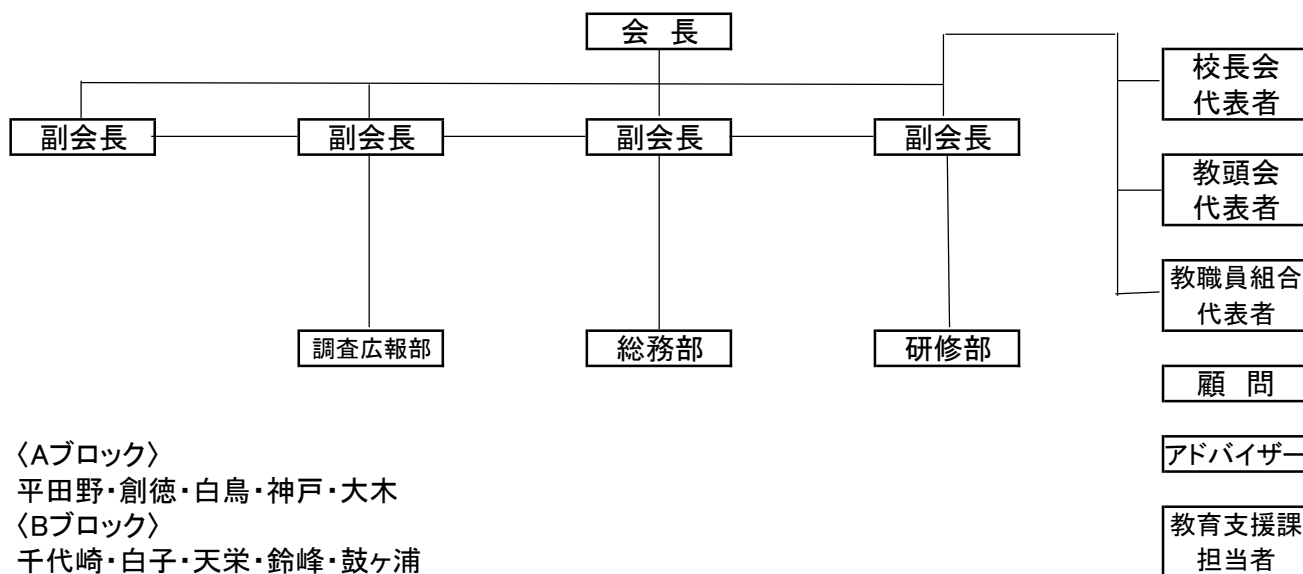 会 長
校長会
代表者
副会長
副会長
副会長
副会長
教頭会
代表者
教職員組合
代表者
調査広報部
総務部
研修部
顧 問
アドバイザー
教育支援課
担当者
〈Aブロック〉
平田野・創徳・白鳥・神戸・大木
〈Bブロック〉
千代崎・白子・天栄・鈴峰・鼓ヶ浦